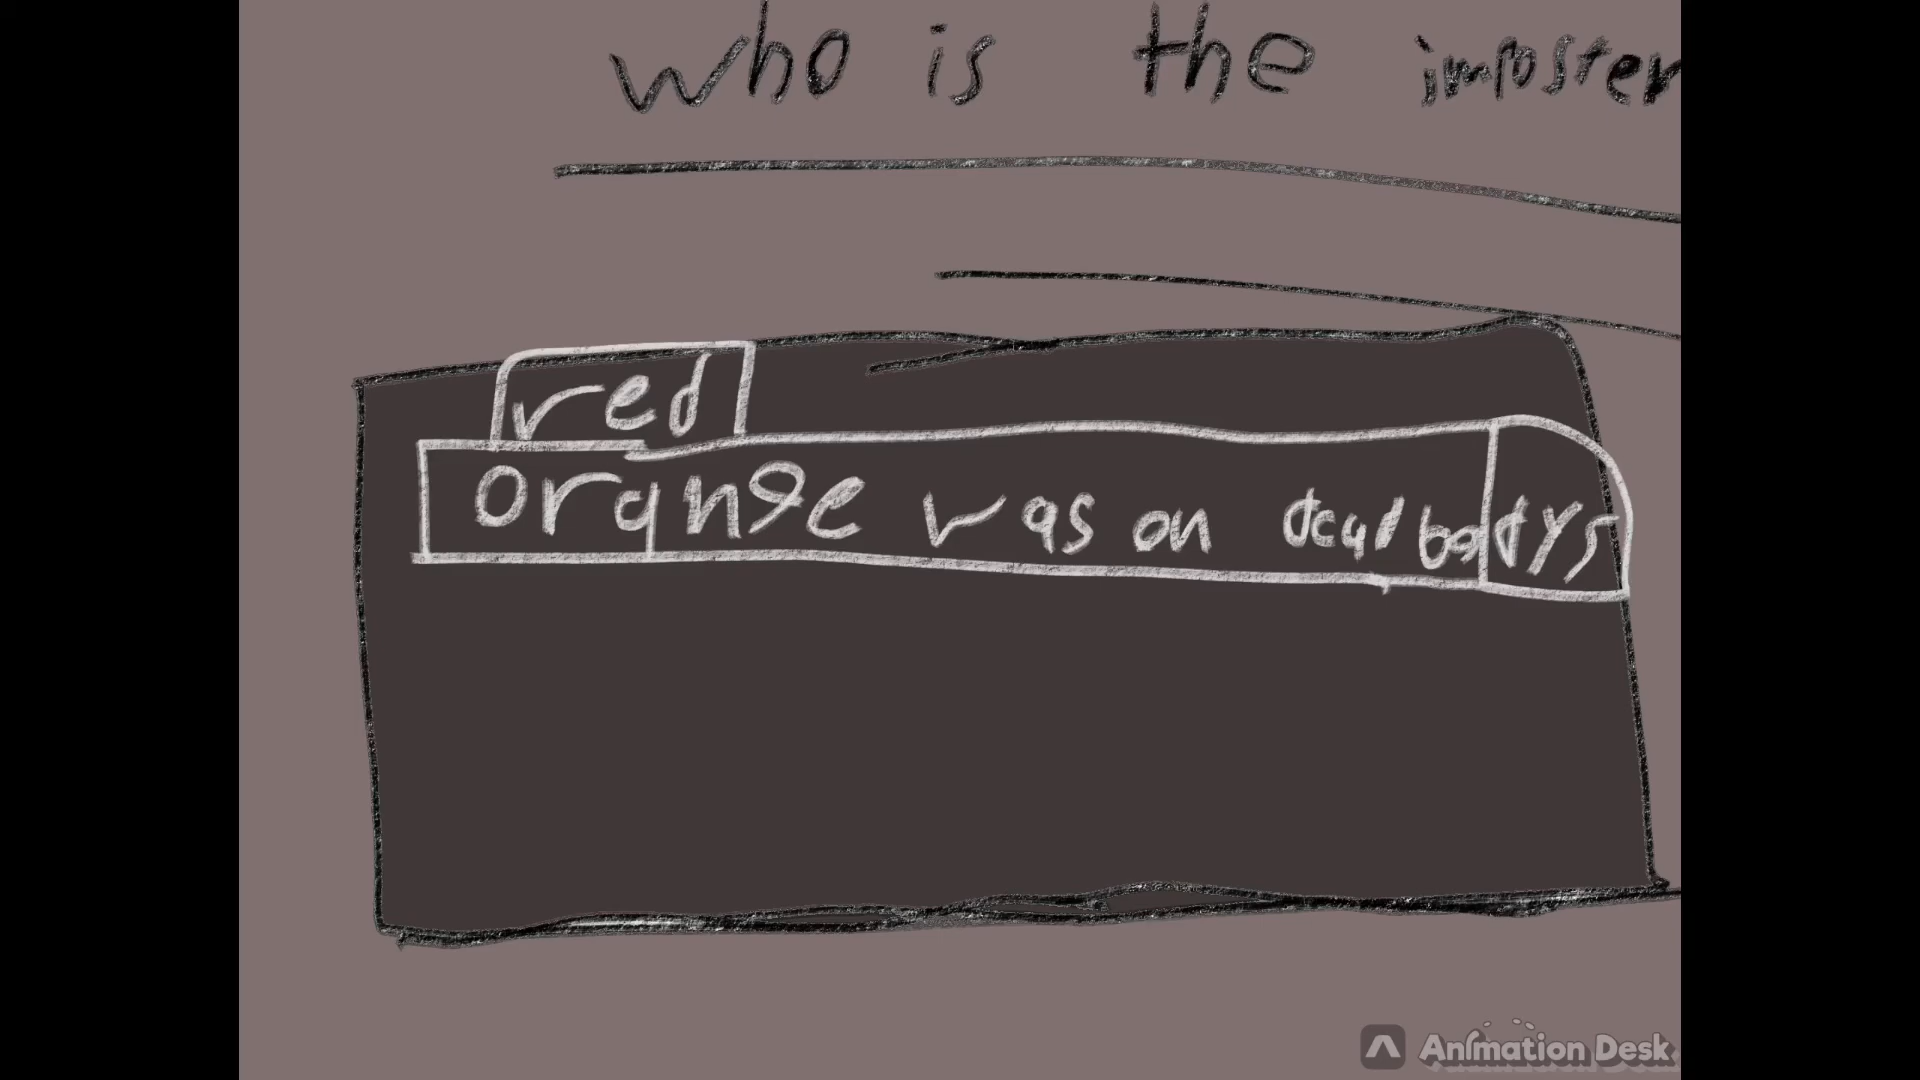 who is the imposter
red
orange was on dead bodys
Animation Desk